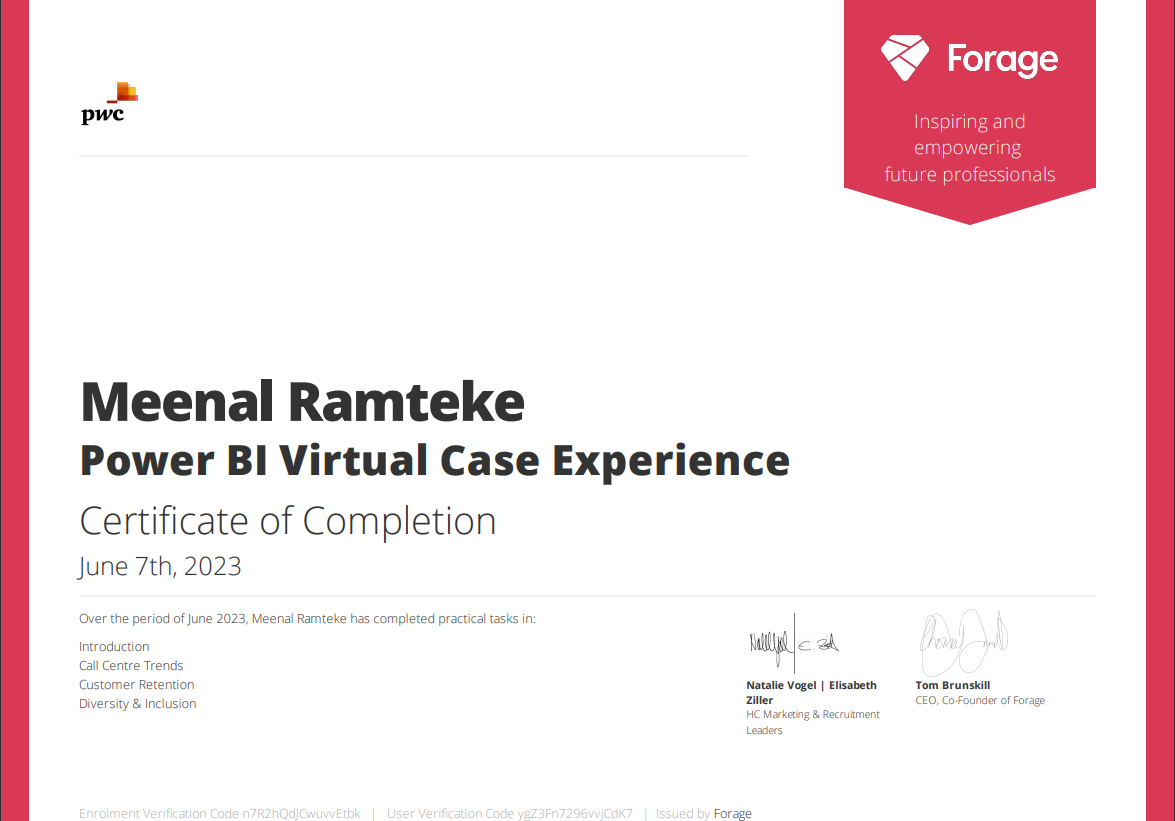 pwc
Forage
Inspiring and
empowering
future professionals
Meenal Ramteke
Power BI Virtual Case Experience
Certificate of Completion
June 7th, 2023
Over the period of June 2023, Meenal Ramteke has completed practical tasks in:
Introduction
Call Centre Trends
Customer Retention
Diversity & Inclusion
Natalie Vogel | Elisabeth
Ziller
HC Marketing & Recruitment
Leaders
Tom Brunskill
CEO, Co-Founder of Forage
Enrolment Verification Code n7R2hQdJCwuvvEtbk | User Verification Code ygZ3Fn7296vvjCdK7 | Issued by Forage